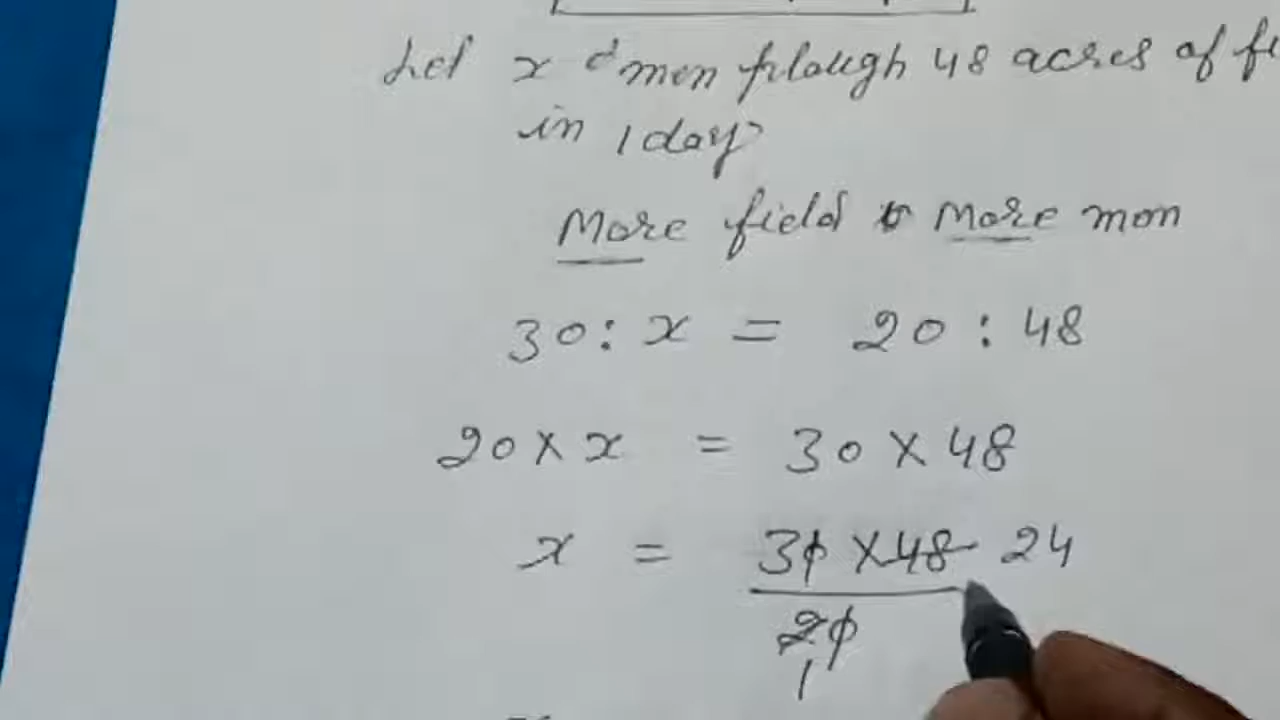 Let x men plough 48 acres of
in 1 day
More field More men
30 : x = 20 : 48
20 × x = 30 × 48
x = 30 × 48 24
20
1